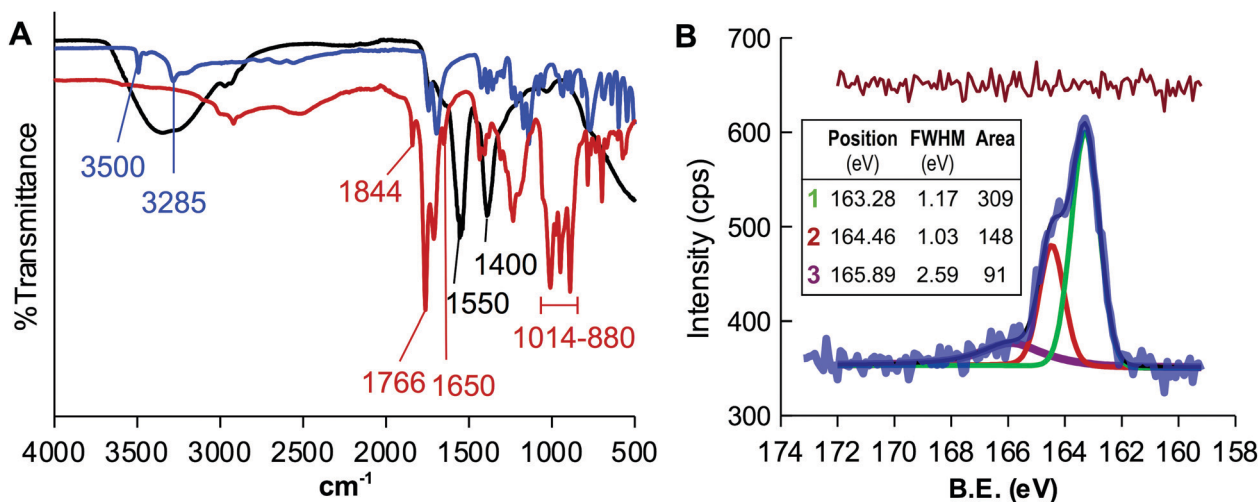 A
%Transmittance
3500
3285
1844
1400
1550
1014-880
1766
1650
4000 3500 3000 2500 2000 1500 1000 500
cm-1
B
700
600
500
400
300
Intensity (cps)
Position FWHM Area
(eV) (eV)
1 163.28 1.17 309
2 164.46 1.03 148
3 165.89 2.59 91
174 172 170 168 166 164 162 160 158
B.E. (eV)